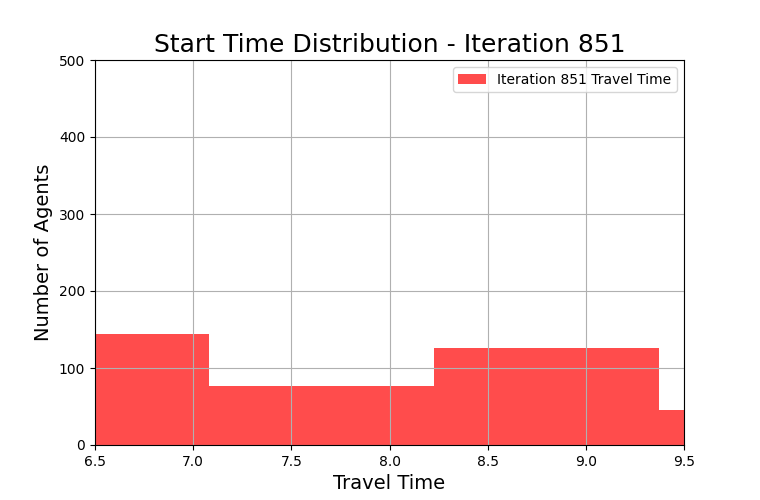 Start Time Distribution - Iteration 851
Iteration 851 Travel Time
Number of Agents
500
400
300
200
100
0
6.5 7.0 7.5 8.0 8.5 9.0 9.5
Travel Time